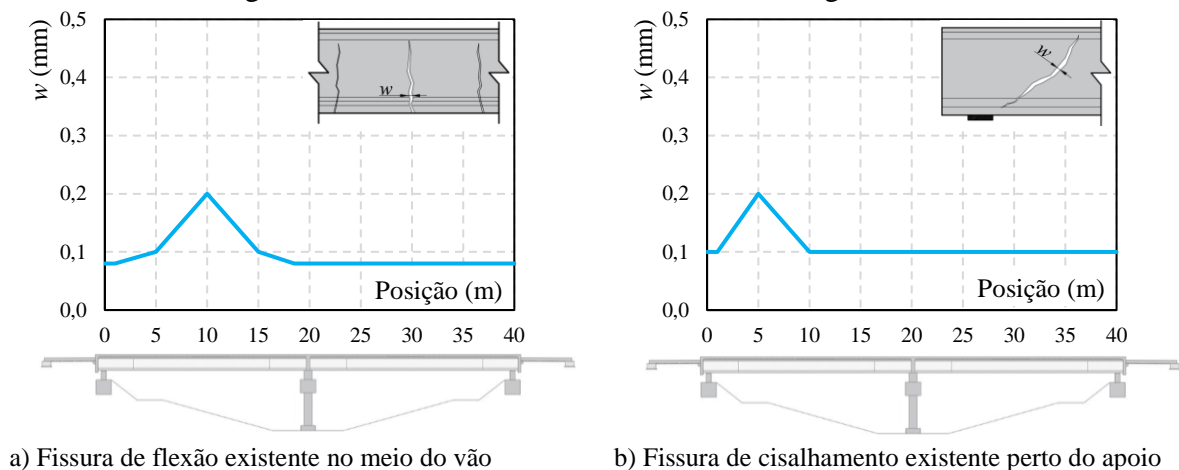 0,5
0,4
0,3
0,2
0,1
0,0
w (mm)
w
Posição (m)
0 5 10 15 20 25 30 35 40
a) Fissura de flexão existente no meio do vão
0,5
0,4
0,3
0,2
0,1
0,0
w (mm)
w
Posição (m)
0 5 10 15 20 25 30 35 40
b) Fissura de cisalhamento existente perto do apoio